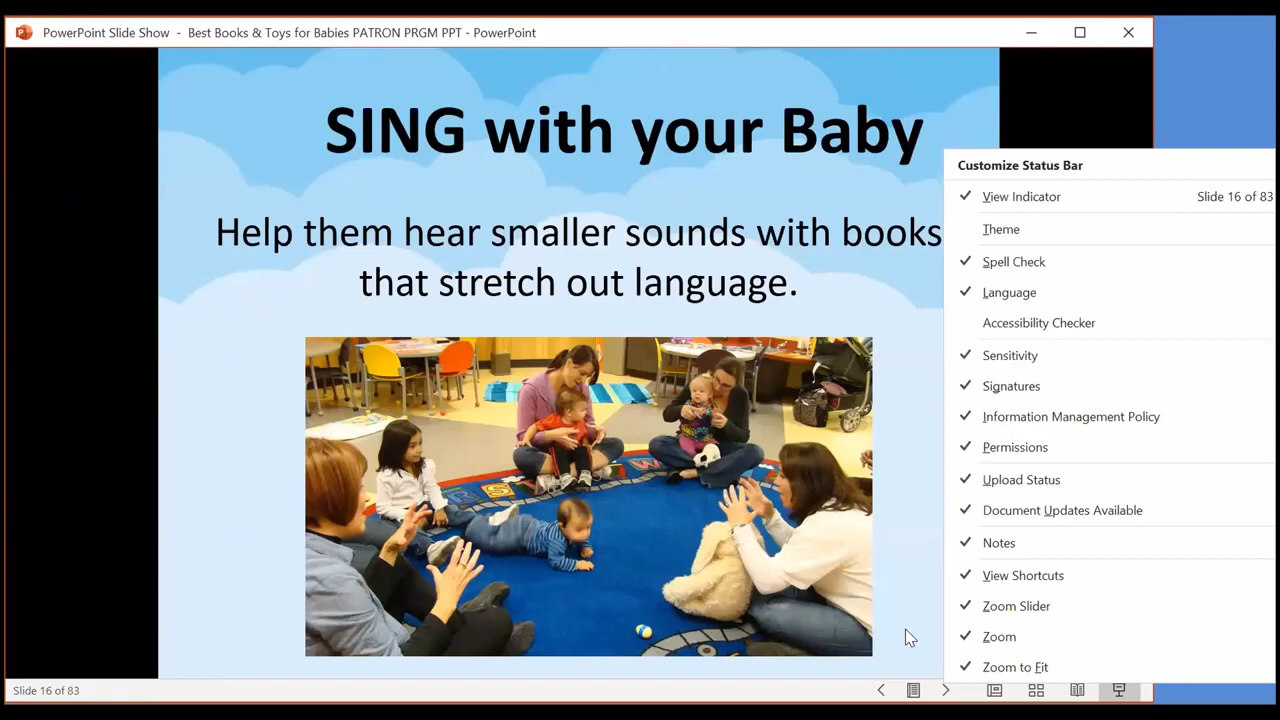 PowerPoint Slide Show - Best Books & Toys for Babies PATRON PRGM PPT - PowerPoint
SING with your Baby
Help them hear smaller sounds with books
that stretch out language.
Customize Status Bar
View Indicator Slide 16 of 83
Theme
Spell Check
Language
Accessibility Checker
Sensitivity
Signatures
Information Management Policy
Permissions
Upload Status
Document Updates Available
Notes
View Shortcuts
Zoom Slider
Zoom
Zoom to Fit
Slide 16 of 83